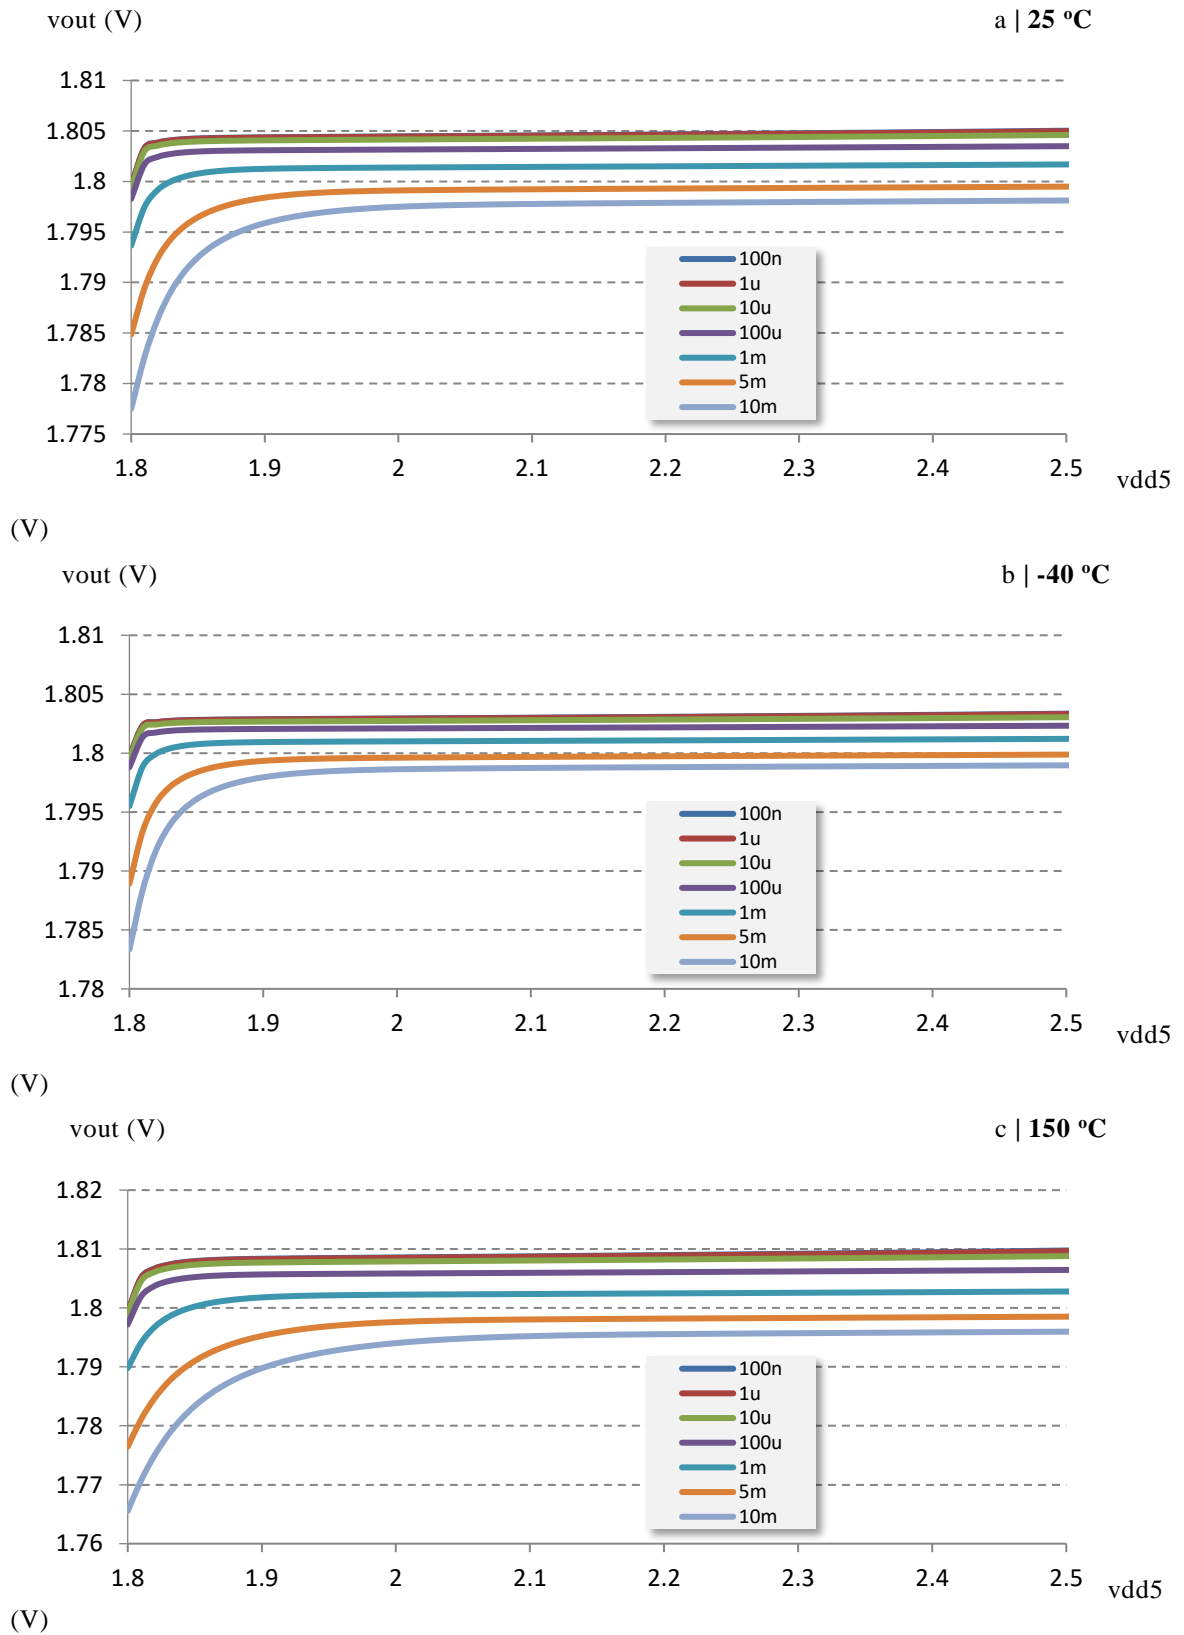 vout (V) a | 25 ºC
1.81
1.805
1.8
1.795
1.79
1.785
1.78
1.775
100n
1u
10u
100u
1m
5m
10m
1.8 1.9 2 2.1 2.2 2.3 2.4 2.5 vdd5
(V)
vout (V) b | -40 ºC
1.81
1.805
1.8
1.795
1.79
1.785
1.78
100n
1u
10u
100u
1m
5m
10m
1.8 1.9 2 2.1 2.2 2.3 2.4 2.5 vdd5
(V)
vout (V) c | 150 ºC
1.82
1.81
1.8
1.79
1.78
1.77
1.76
100n
1u
10u
100u
1m
5m
10m
1.8 1.9 2 2.1 2.2 2.3 2.4 2.5 vdd5
(V)